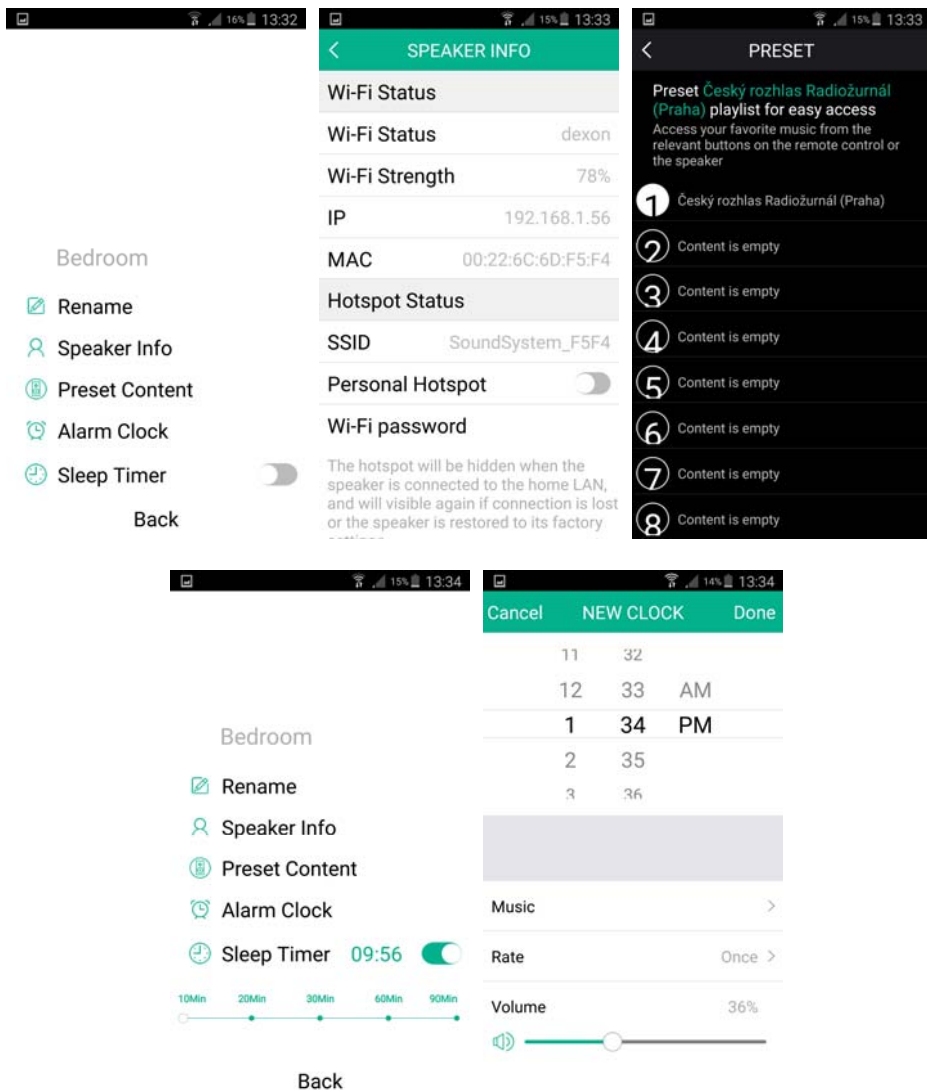 16% 13:32
Bedroom
Rename
Speaker Info
Preset Content
Alarm Clock
Sleep Timer
Back
15% 13:33
SPEAKER INFO
Wi-Fi Status
Wi-Fi Status dexon
Wi-Fi Strength 78%
IP 192.168.1.56
MAC 00:22:6C:6D:F5:F4
Hotspot Status
SSID SoundSystem_F5F4
Personal Hotspot
Wi-Fi password
The hotspot will be hidden when the
speaker is connected to the home LAN,
and will visible again if connection is lost
or the speaker is restored to its factory
15% 13:33
PRESET
Preset Český rozhlas Radiožurnál
(Praha) playlist for easy access
Access your favorite music from the
relevant buttons on the remote control or
the speaker
1 Český rozhlas Radiožurnál (Praha)
2 Content is empty
3 Content is empty
4 Content is empty
5 Content is empty
6 Content is empty
7 Content is empty
8 Content is empty
15% 13:34
Bedroom
Rename
Speaker Info
Preset Content
Alarm Clock
Sleep Timer 09:56
10Min 20Min 30Min 60Min 90Min
Back
14% 13:34
Cancel NEW CLOCK Done
11 32
12 33 AM
1 34 PM
2 35
3 36
Music
Rate Once
Volume 36%